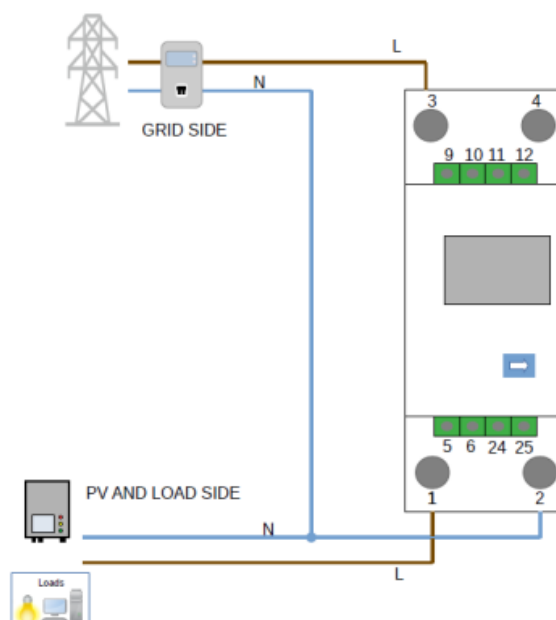 L
N
GRID SIDE
3 4
9 10 11 12
5 6 24 25
1 2
PV AND LOAD SIDE
N
L
Loads